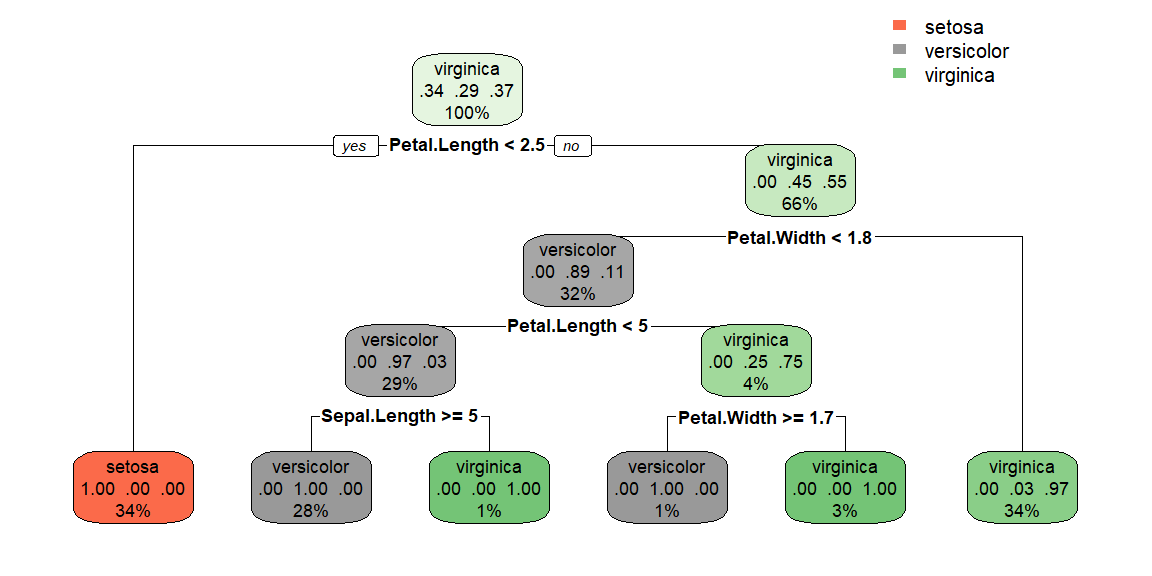 setosa
versicolor
virginica
virginica
.34 .29 .37
100%
yes Petal.Length < 2.5 no
virginica
.00 .45 .55
66%
Petal.Width < 1.8
versicolor
.00 .89 .11
32%
Petal.Length < 5
versicolor
.00 .97 .03
29%
virginica
.00 .25 .75
4%
Sepal.Length >= 5
Petal.Width >= 1.7
setosa
1.00 .00 .00
34%
versicolor
.00 1.00 .00
28%
virginica
.00 .00 1.00
1%
versicolor
.00 1.00 .00
1%
virginica
.00 .00 1.00
3%
virginica
.00 .03 .97
34%